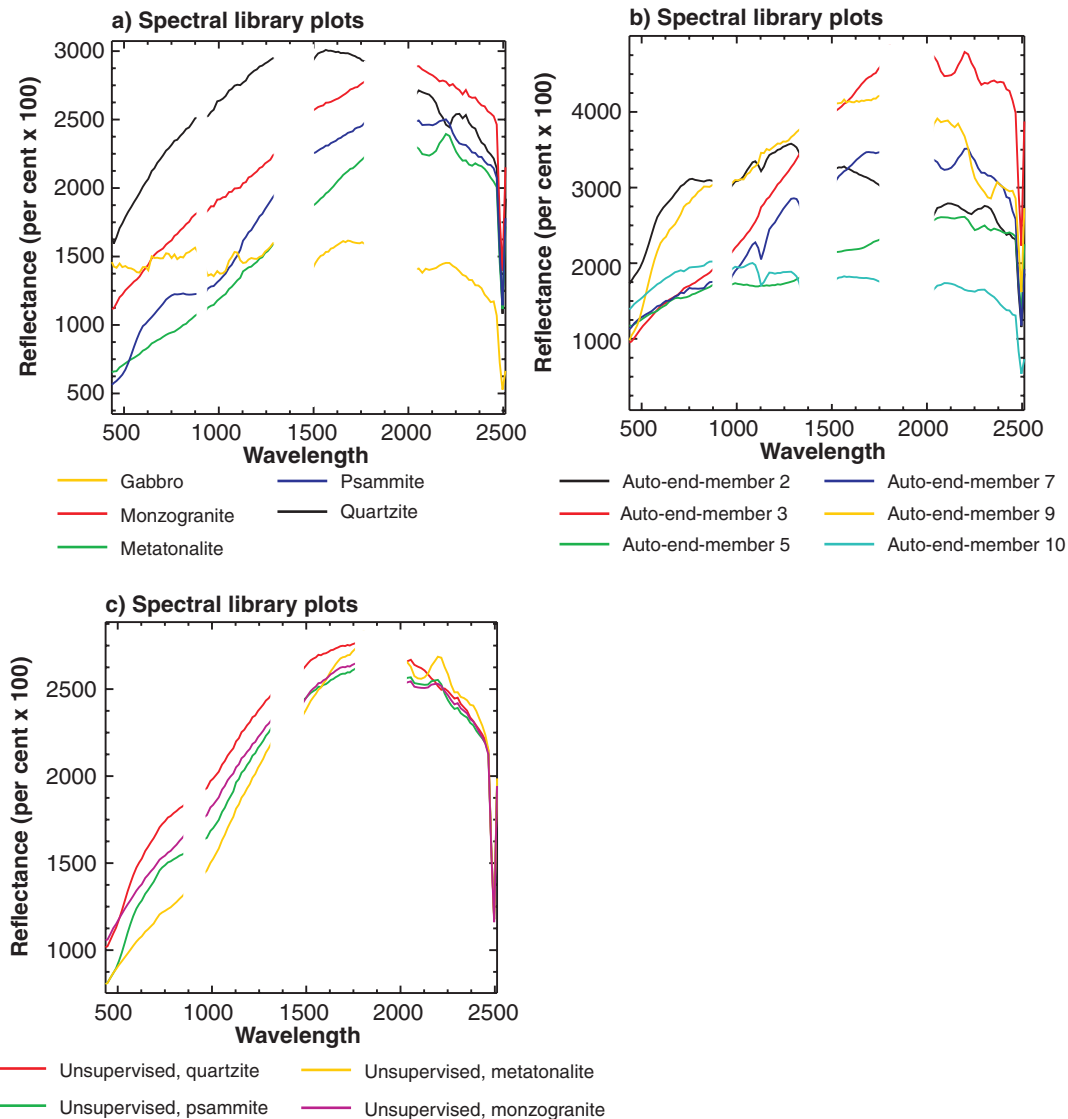 a) Spectral library plots
Reflectance (per cent x 100)
3000
2500
2000
1500
1000
500
500 1000 1500 2000 2500
Wavelength
Gabbro
Monzogranite
Metatonalite
Psammite
Quartzite
b) Spectral library plots
Reflectance (per cent x 100)
4000
3000
2000
1000
500 1000 1500 2000 2500
Wavelength
Auto-end-member 2
Auto-end-member 3
Auto-end-member 5
Auto-end-member 7
Auto-end-member 9
Auto-end-member 10
c) Spectral library plots
Reflectance (per cent x 100)
2500
2000
1500
1000
500 1000 1500 2000 2500
Wavelength
Unsupervised, quartzite
Unsupervised, psammite
Unsupervised, metatonalite
Unsupervised, monzogranite